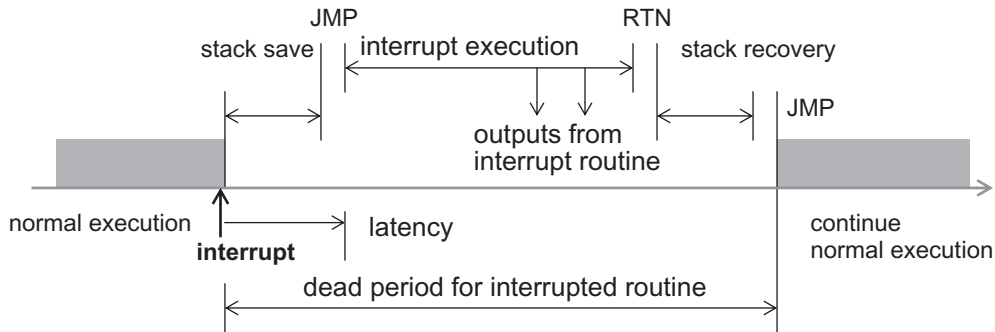 JMP
RTN
stack save
interrupt execution
stack recovery
JMP
outputs from
interrupt routine
normal execution
interrupt
latency
continue
normal execution
dead period for interrupted routine